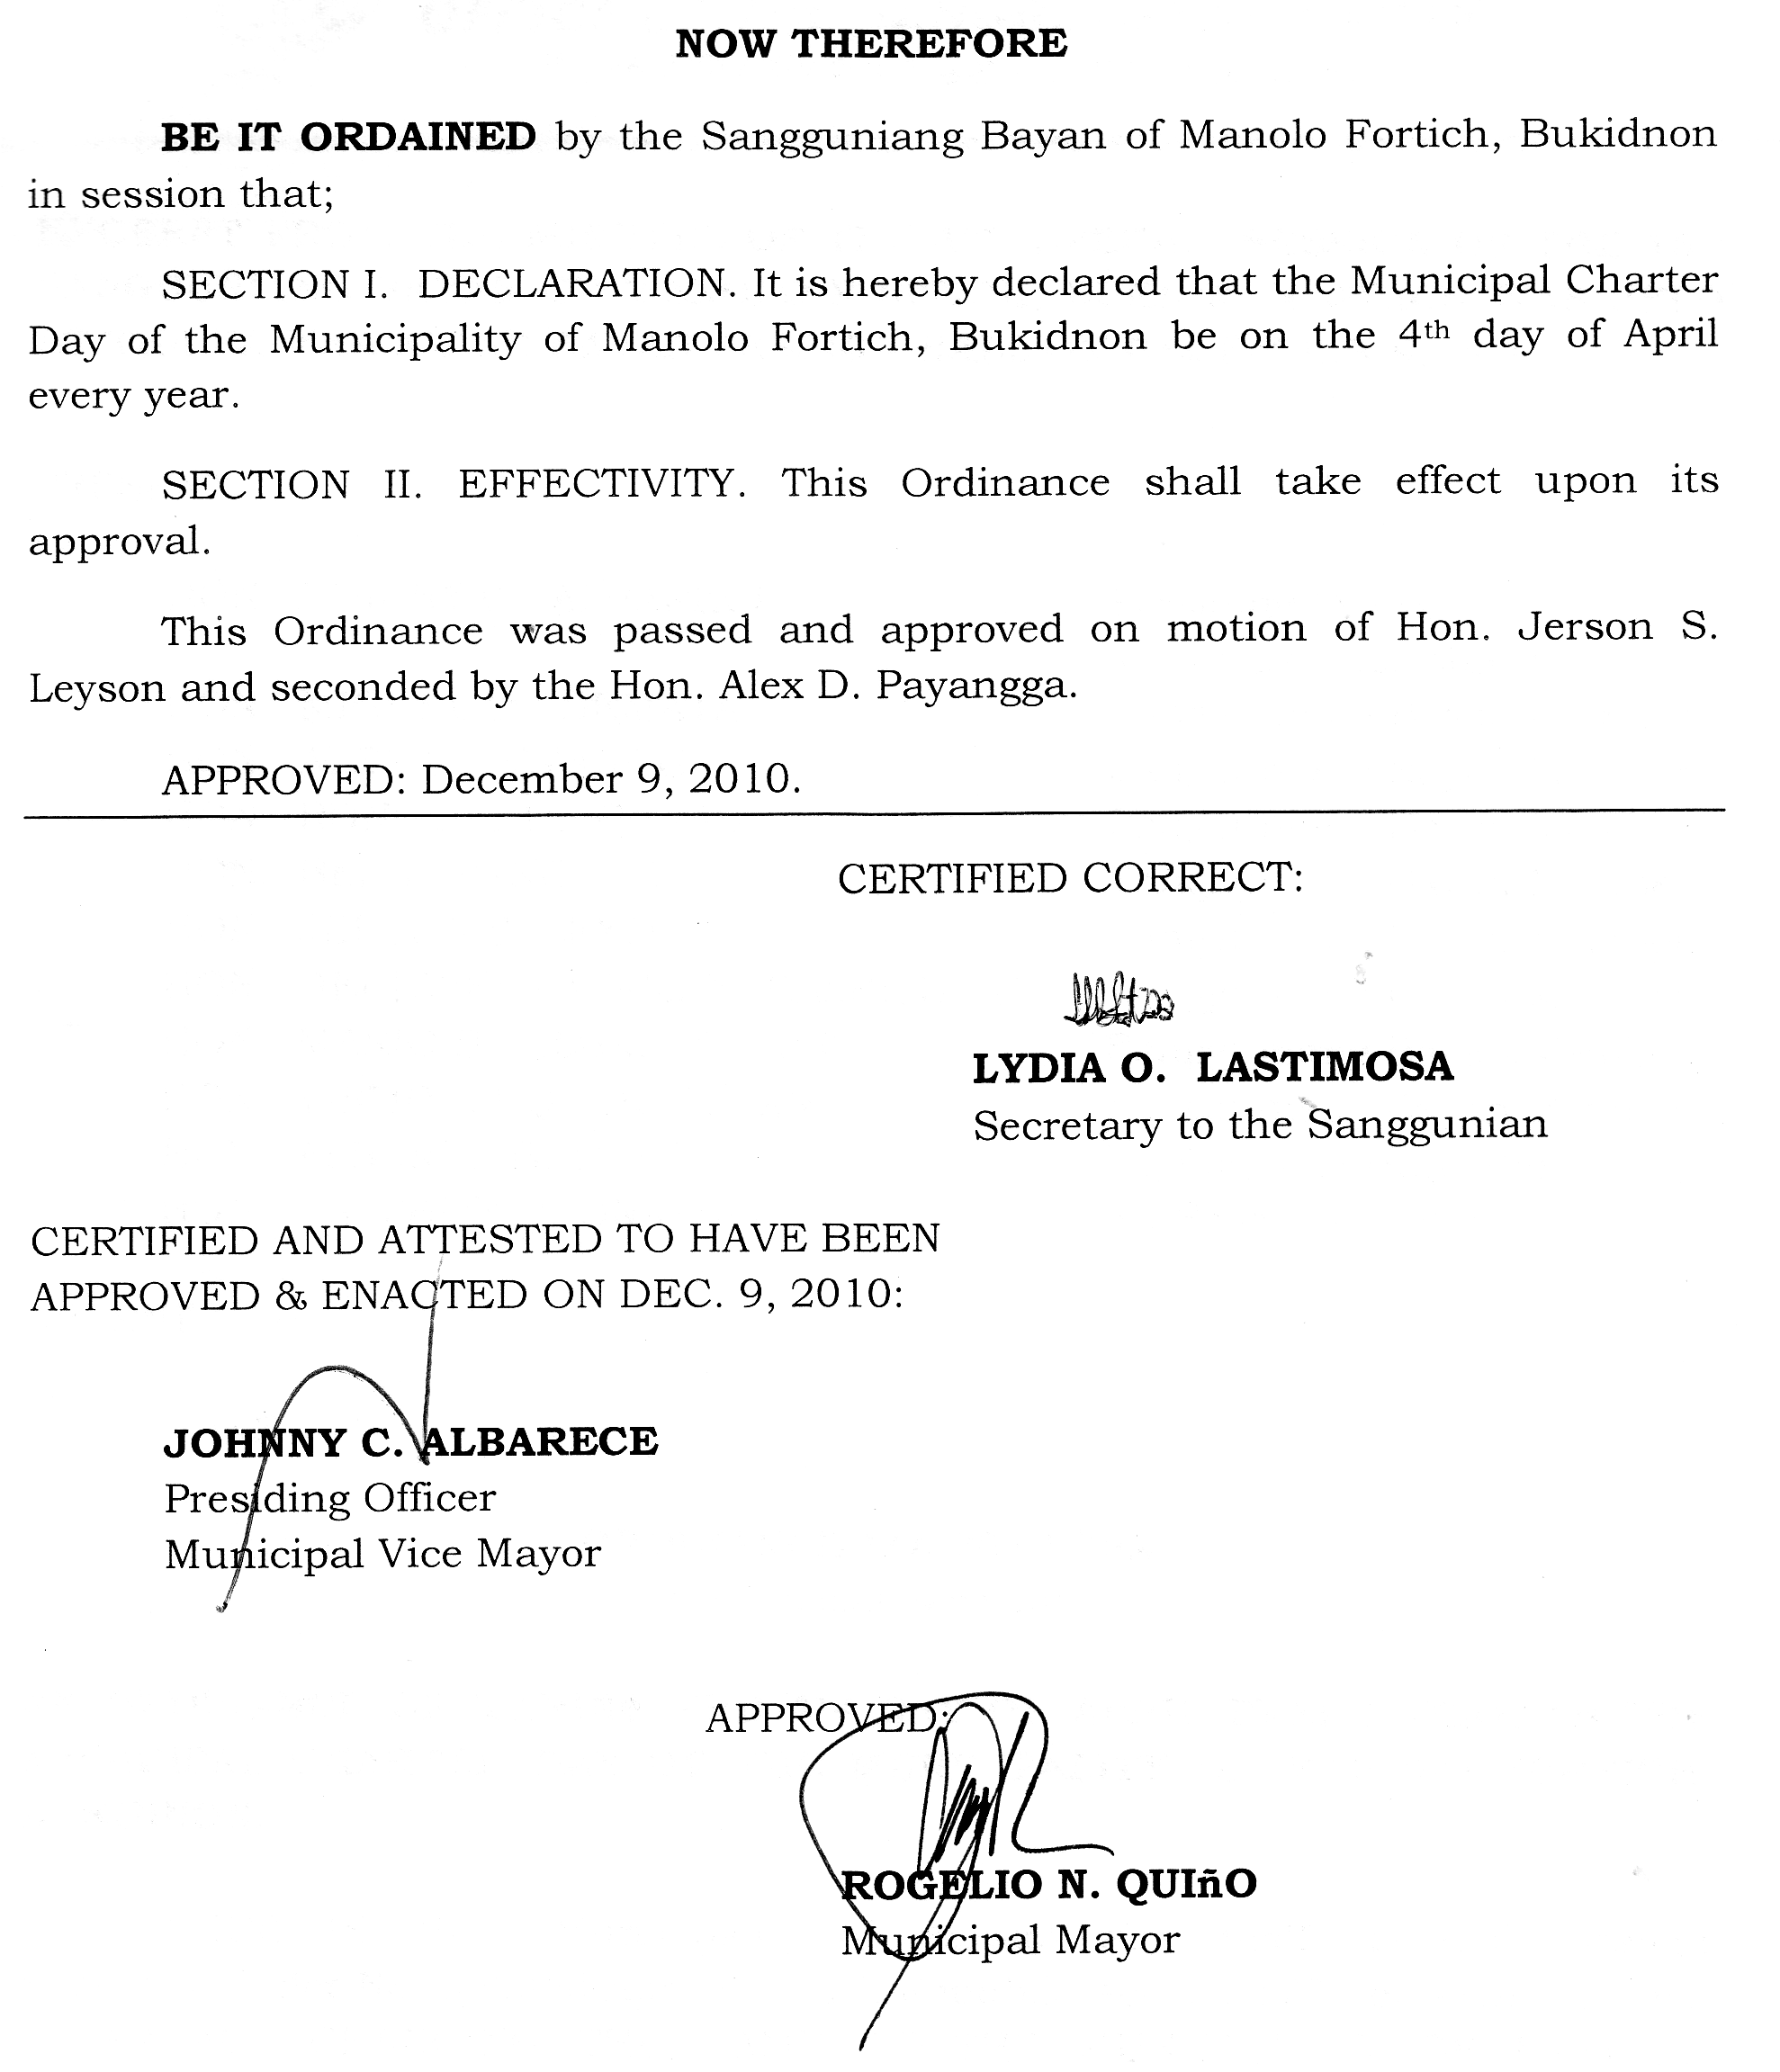 NOW THEREFORE
BE IT ORDAINED by the Sangguniang Bayan of Manolo Fortich, Bukidnon
in session that;
SECTION I. DECLARATION. It is hereby declared that the Municipal Charter
Day of the Municipality of Manolo Fortich, Bukidnon be on the 4th day of April
every year.
SECTION II. EFFECTIVITY. This Ordinance shall take effect upon its
approval.
This Ordinance was passed and approved on motion of Hon. Jerson S.
Leyson and seconded by the Hon. Alex D. Payangga.
APPROVED: December 9, 2010.
CERTIFIED CORRECT:
LYDIA O. LASTIMOSA
Secretary to the Sanggunian
CERTIFIED AND ATTESTED TO HAVE BEEN
APPROVED & ENACTED ON DEC. 9, 2010:
JOHNNY C. ALBARECE
Presiding Officer
Municipal Vice Mayor
APPROVED:
ROGELIO N. QUIñO
Municipal Mayor